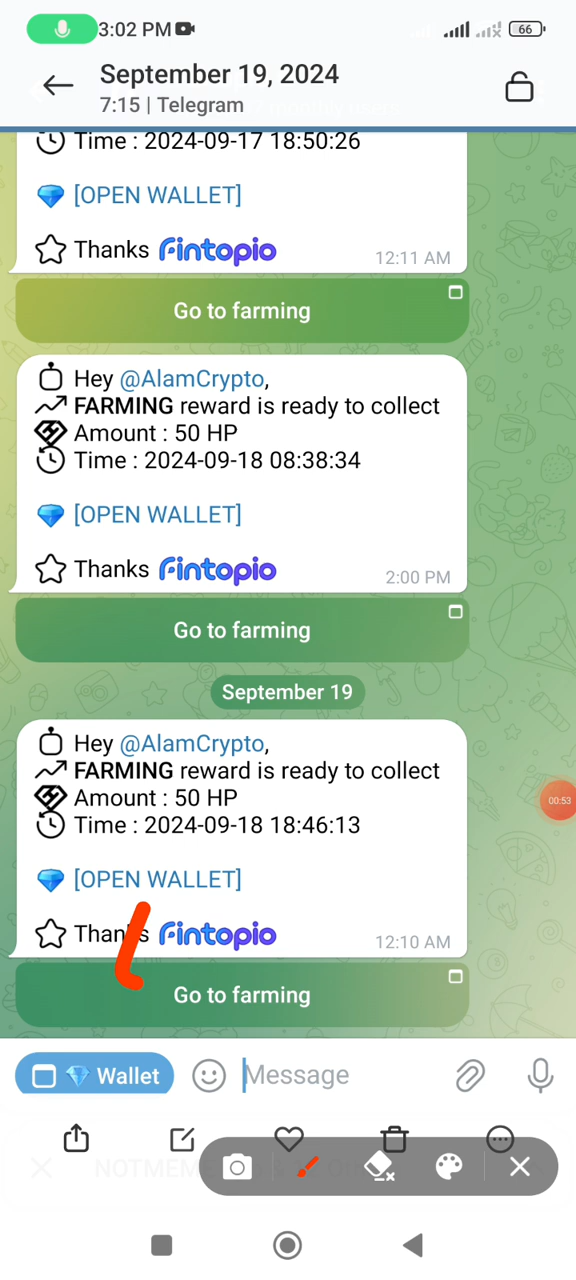 3:02 PM
66
September 19, 2024
7:15 | Telegram
Time : 2024-09-17 18:50:26
[OPEN WALLET]
Thanks Fintopio
12:11 AM
Go to farming
Hey @AlamCrypto,
FARMING reward is ready to collect
Amount : 50 HP
Time : 2024-09-18 08:38:34
[OPEN WALLET]
Thanks Fintopio
2:00 PM
Go to farming
September 19
Hey @AlamCrypto,
FARMING reward is ready to collect
Amount : 50 HP
Time : 2024-09-18 18:46:13
00:53
[OPEN WALLET]
Thanks Fintopio
12:10 AM
Go to farming
Wallet
Message